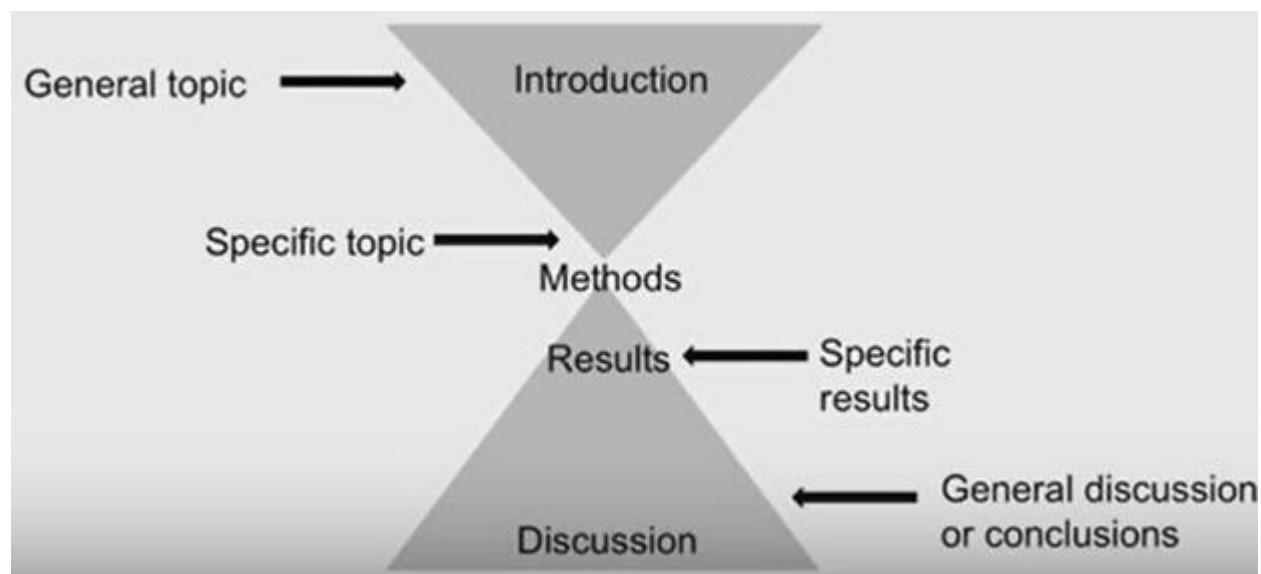 Introduction
General topic
Specific topic
Methods
Results
Specific
results
General discussion
or conclusions
Discussion